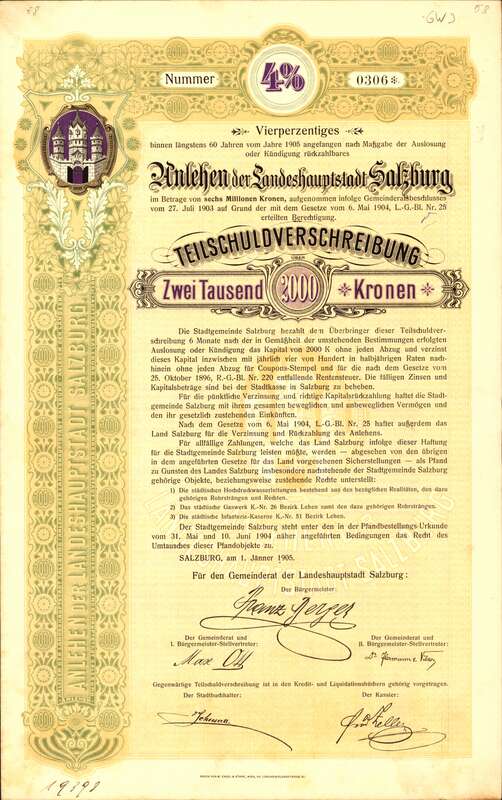 58
GW3
Nummer
4%
0306*
Vierperzentiges
binnen längstens 60 Jahren vom Jahre 1905 angefangen nach Maßgabe der Auslosung
oder Kündigung rückzahlbares
Anlehen der Landeshauptstadt Salzburg
im Betrage von sechs Millionen Kronen, aufgenommen infolge Gemeinderatsbeschlusses
vom 27. Juli 1903 auf Grund der mit dem Gesetze vom 6. Mai 1904, L.-G.-Bl. Nr. 25
erteilten Berechtigung.
TEILSCHULDVERSCHREIBUNG
ÜBER
Zwei Tausend 2000 * Kronen *
Die Stadtgemeinde Salzburg bezahlt dem Überbringer dieser Teilschuldver-
schreibung 6 Monate nach der in Gemäßheit der umstehenden Bestimmungen erfolgten
Auslosung oder Kündigung das Kapital von 2000 K ohne jeden Abzug und verzinst
dieses Kapital inzwischen mit jährlich vier von Hundert in halbjährigen Raten nach-
hinein ohne jeden Abzug für Coupons-Stempel und für die nach dem Gesetze vom
25. Oktober 1896, R.-G.-Bl. Nr. 220 entfallende Rentensteuer. Die fälligen Zinsen und
Kapitalsbeträge sind bei der Stadtkasse in Salzburg zu beheben.
Für die pünktliche Verzinsung und richtige Kapitalsrückzahlung haftet die Stadt-
gemeinde Salzburg mit ihrem gesamten beweglichen und unbeweglichen Vermögen und
den ihr gesetzlich zustehenden Einkünften.
Nach dem Gesetze vom 6. Mai 1904, L.-G.-Bl. Nr. 25 haftet außerdem das
Land Salzburg für die Verzinsung und Rückzahlung des Anlehens.
Für allfällige Zahlungen, welche das Land Salzburg infolge dieser Haftung
für die Stadtgemeinde Salzburg leisten müßte, werden — abgesehen von den übrigen
in dem angeführten Gesetze für das Land vorgesehenen Sicherstellungen — als Pfand
zu Gunsten des Landes Salzburg insbesondere nachstehende der Stadtgemeinde Salzburg
gehörige Objekte, beziehungsweise zustehende Rechte unterstellt:
1) Die städtischen Hochdruckwasserleitungen bestehend aus den bezüglichen Realitäten, den dazu
gehörigen Rohrsträngen und Rechten.
2) Das städtische Gaswerk K.-Nr. 26 Bezirk Lehen samt den dazu gehörigen Rohrsträngen.
3) Die städtische Infanterie-Kaserne K.-Nr. 51 Bezirk Lehen.
Der Stadtgemeinde Salzburg steht unter den in der Pfandbestellungs-Urkunde
vom 31. Mai und 10. Juni 1904 näher angeführten Bedingungen das Recht des
Umtausches dieser Pfandobjekte zu.
SALZBURG, am 1. Jänner 1905.
Für den Gemeinderat der Landeshauptstadt Salzburg:
Der Bürgermeister:
Franz Berger
Der Gemeinderat und
I. Bürgermeister-Stellvertreter:
Max Ott
Der Gemeinderat und
II. Bürgermeister-Stellvertreter:
Gegenwärtige Teilschuldverschreibung ist in den Kredit- und Liquidationsbüchern gehörig vorgetragen.
Der Stadtbuchhalter:
Der Kassier:
ANLEHEN DER LANDESHAUPTSTADT SALZBURG.
19898